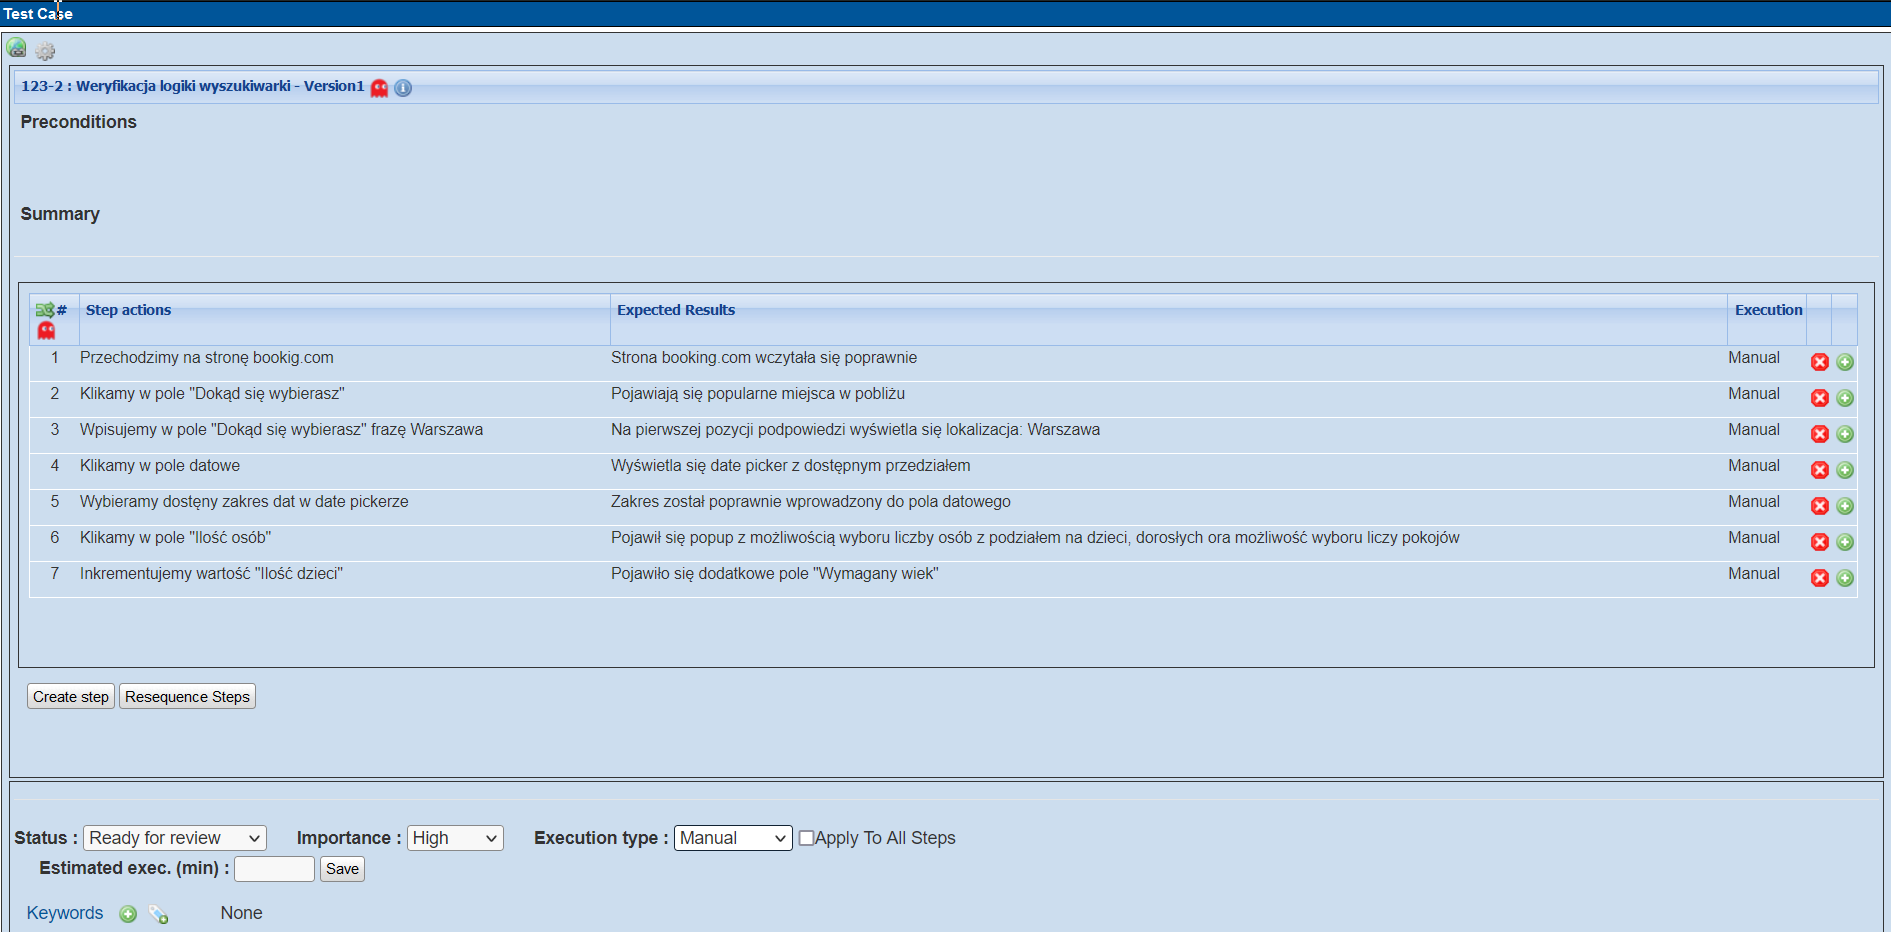 Test Case
123-2 : Weryfikacja logiki wyszukiwarki - Version1
Preconditions
Summary
# Step actions Expected Results Execution
1 Przechodzimy na stronę bookig.com Strona booking.com wczytała się poprawnie Manual
2 Klikamy w pole "Dokąd się wybierasz" Pojawiają się popularne miejsca w pobliżu Manual
3 Wpisujemy w pole "Dokąd się wybierasz" frazę Warszawa Na pierwszej pozycji podpowiedzi wyświetla się lokalizacja: Warszawa Manual
4 Klikamy w pole datowe Wyświetla się date picker z dostępnym przedziałem Manual
5 Wybieramy dostęny zakres dat w date pickerze Zakres został poprawnie wprowadzony do pola datowego Manual
6 Klikamy w pole "Ilość osób" Pojawił się popup z możliwością wyboru liczby osób z podziałem na dzieci, dorosłych ora możliwość wyboru liczy pokojów Manual
7 Inkrementujemy wartość "Ilość dzieci" Pojawiło się dodatkowe pole "Wymagany wiek" Manual
Create step Resequence Steps
Status : Ready for review Importance : High Execution type : Manual Apply To All Steps
Estimated exec. (min) : Save
Keywords None